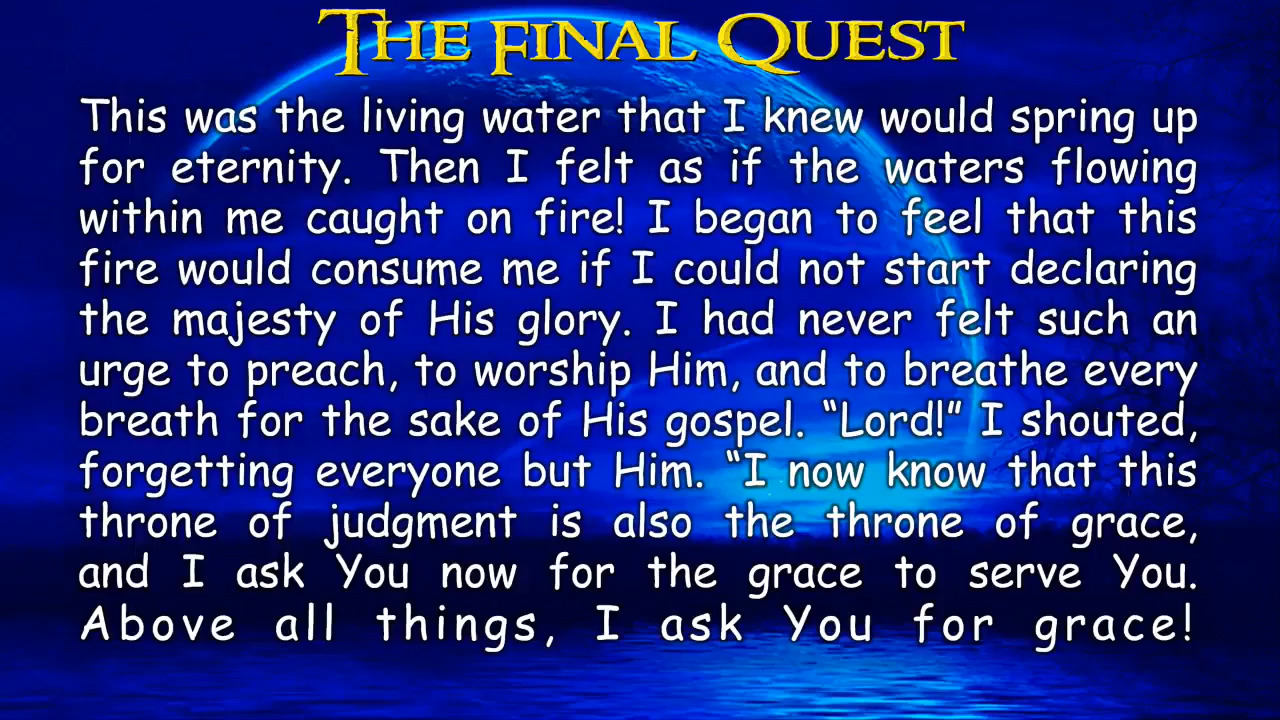 The Final Quest
This was the living water that I knew would spring up
for eternity. Then I felt as if the waters flowing
within me caught on fire! I began to feel that this
fire would consume me if I could not start declaring
the majesty of His glory. I had never felt such an
urge to preach, to worship Him, and to breathe every
breath for the sake of His gospel. “Lord!” I shouted,
forgetting everyone but Him. “I now know that this
throne of judgment is also the throne of grace,
and I ask You now for the grace to serve You.
Above all things, I ask You for grace!